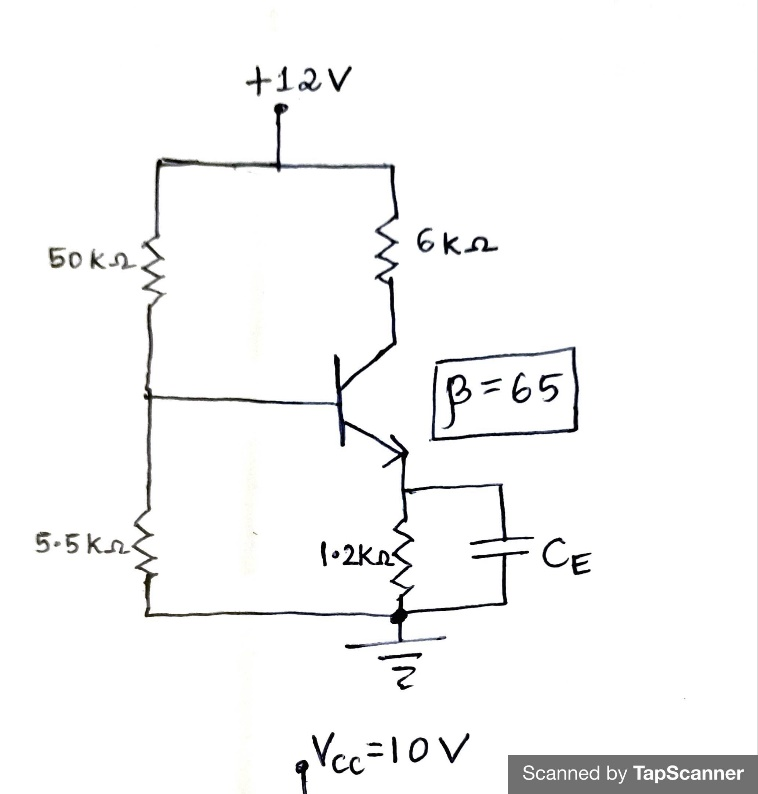 +12V
50kΩ
6kΩ
β=65
5.5kΩ
1.2kΩ
CE
VCC=10V
Scanned by TapScanner